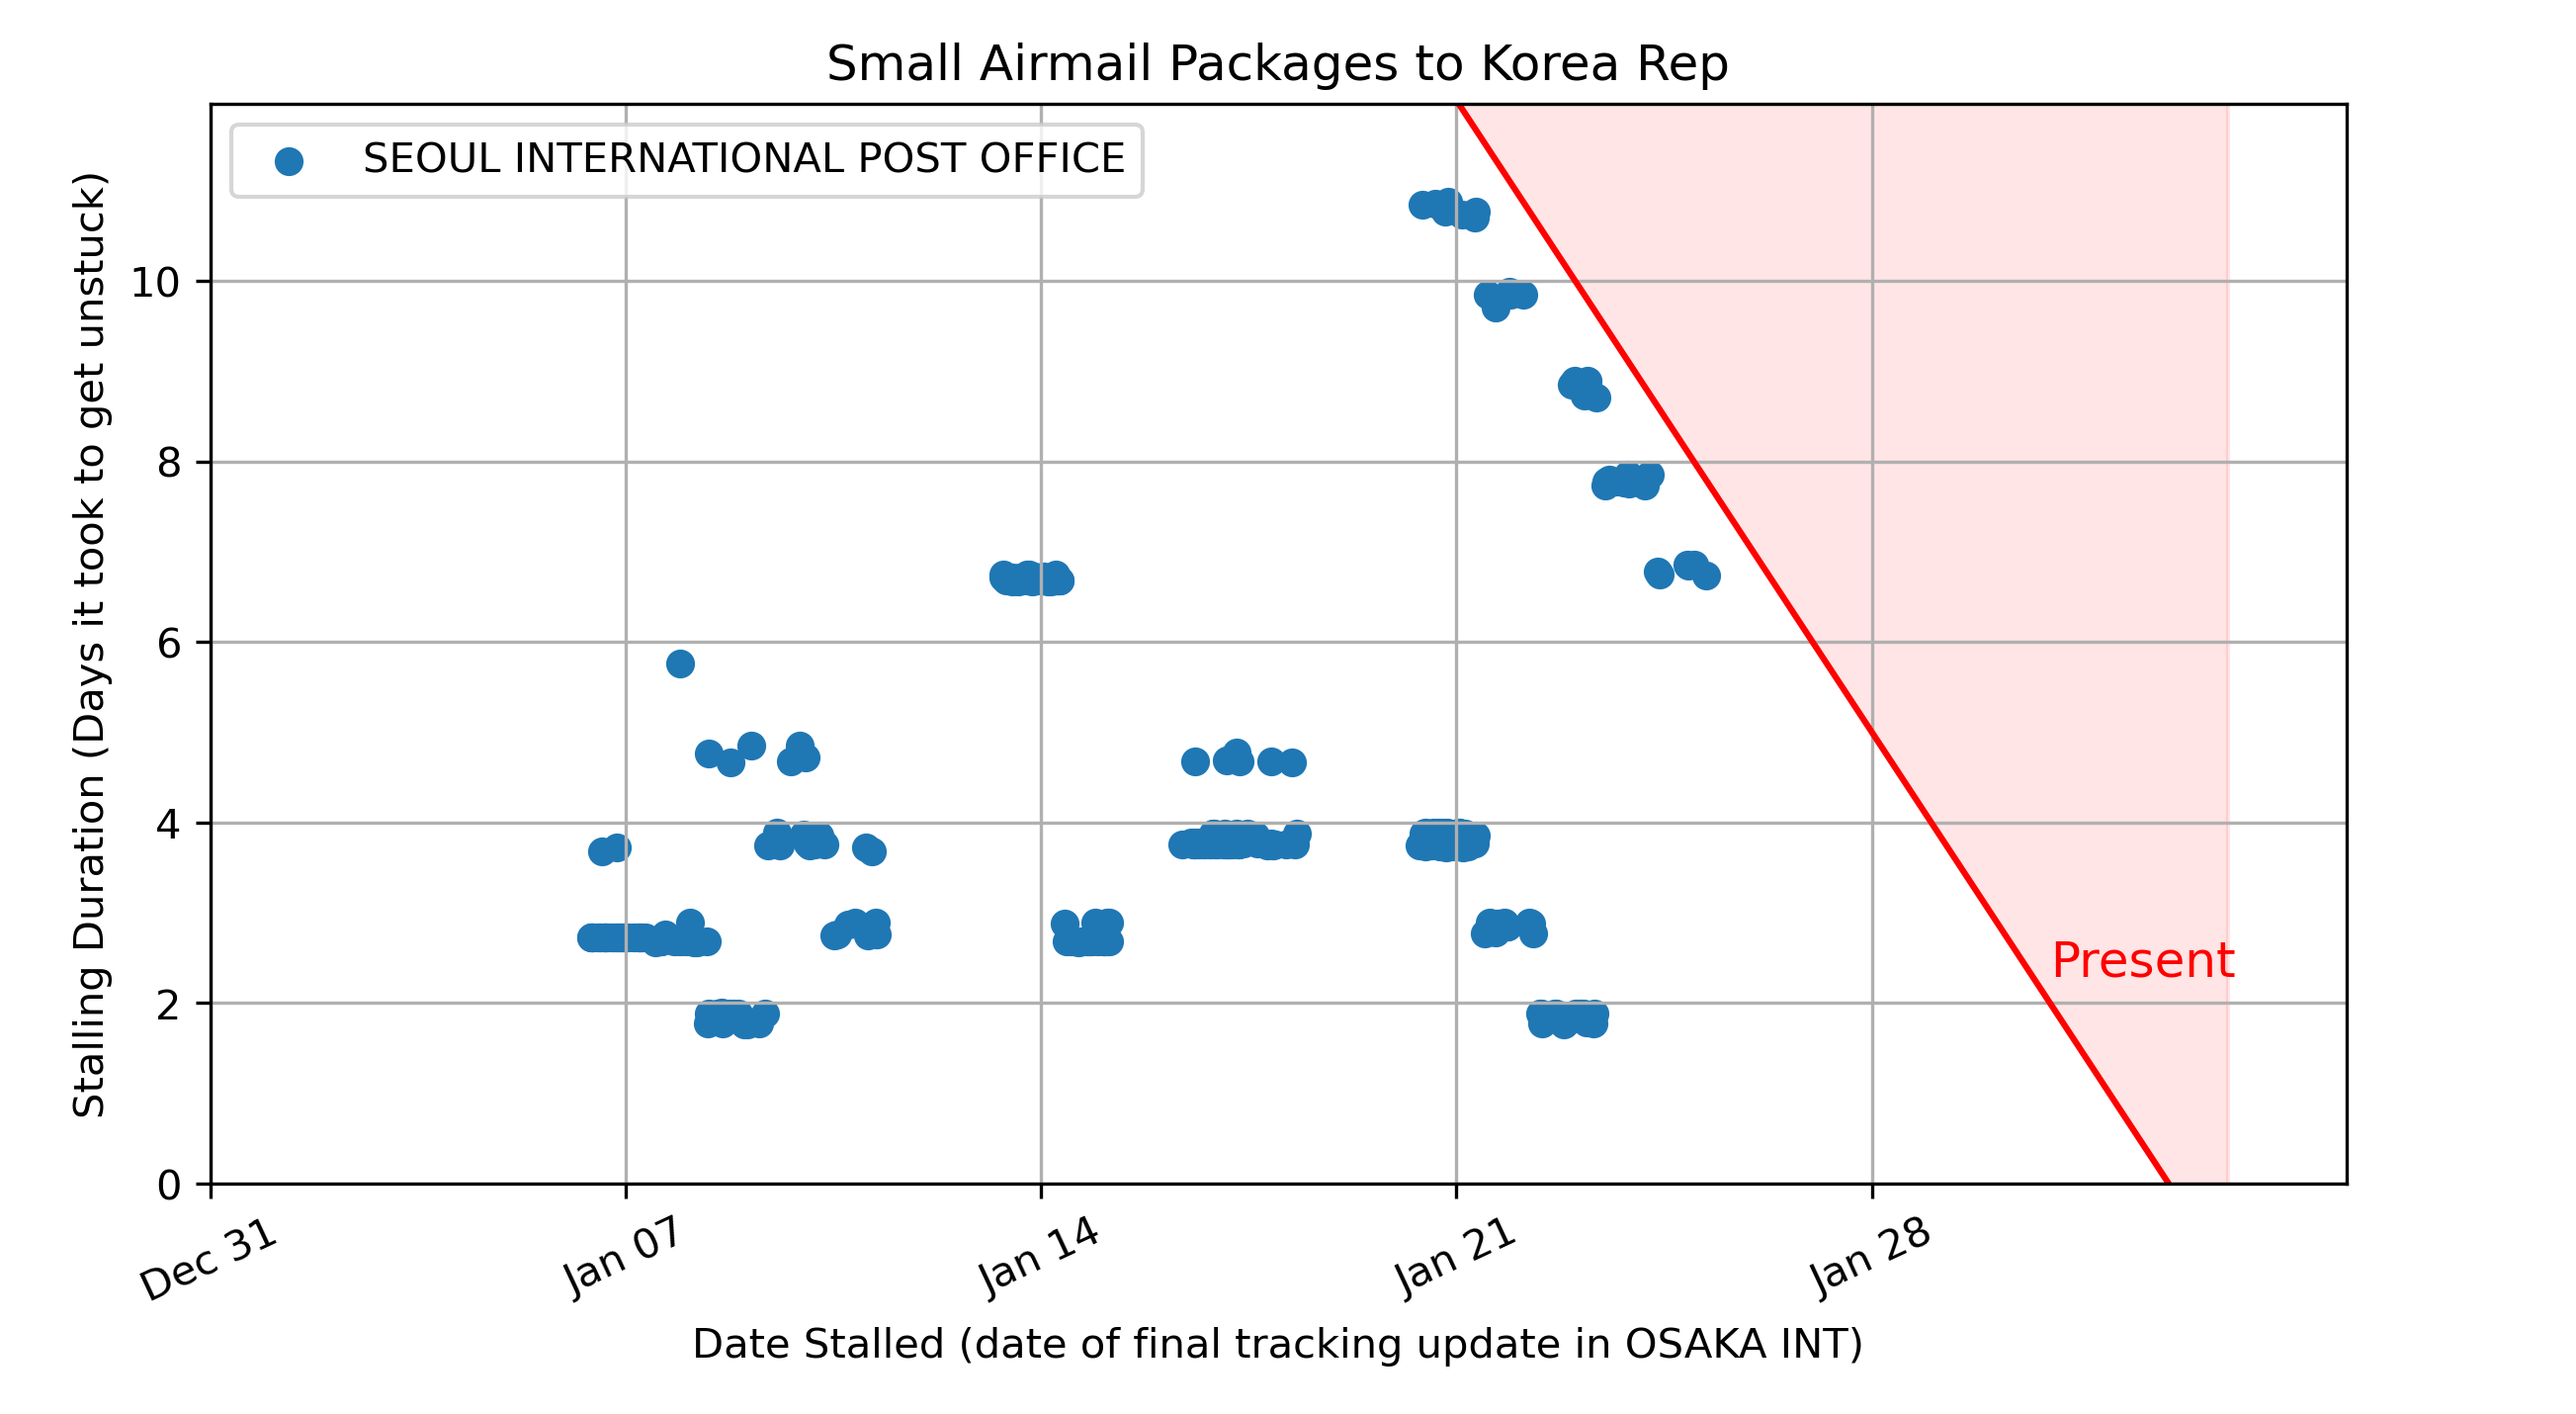 Small Airmail Packages to Korea Rep
SEOUL INTERNATIONAL POST OFFICE
Stalling Duration (Days it took to get unstuck)
10
8
6
4
2
0
Present
Dec 31
Jan 07
Jan 14
Jan 21
Jan 28
Date Stalled (date of final tracking update in OSAKA INT)